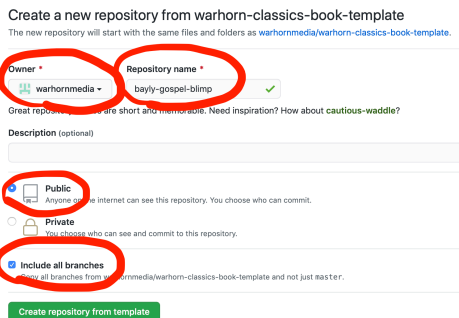 Create a new repository from warhorn-classics-book-template
The new repository will start with the same files and folders as warhornmedia/warhorn-classics-book-template.
Owner * Repository name *
warhornmedia bayly-gospel-blimp
Great repository names are short and memorable. Need inspiration? How about cautious-waddle?
Description (optional)
Public
Anyone on the internet can see this repository. You choose who can commit.
Private
You choose who can see and commit to this repository.
Include all branches
Copy all branches from warhornmedia/warhorn-classics-book-template and not just master.
Create repository from template